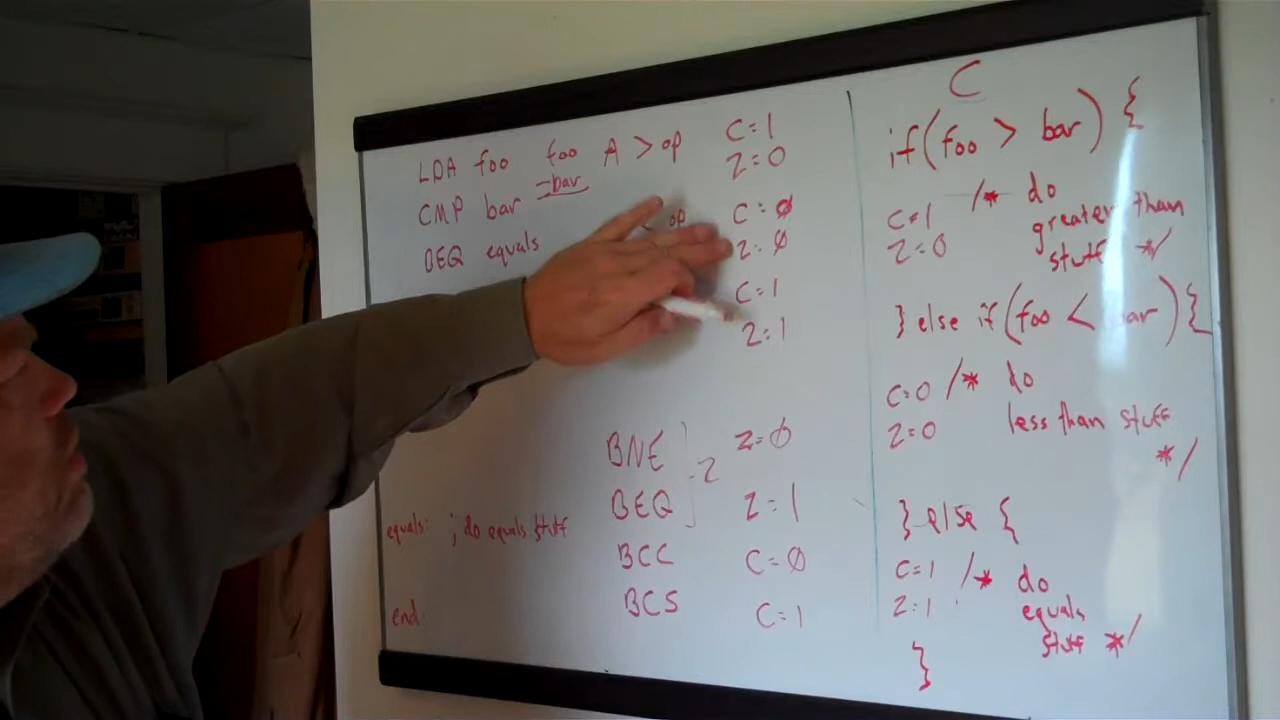 LDA foo foo A > op C=1
-bar Z=0
CMP bar
BEQ equals
< op C=0
Z=0
C=1
Z=1
BNE } Z Z=0
BEQ Z=1
BCC C=0
BCS C=1
equals: ; do equals stuff
end:
C
if(foo > bar) {
C=1 /* do
Z=0 greater than
stuff */
} else if(foo < bar) {
C=0 /* do
Z=0 less than stuff
*/
} else {
C=1 /* do
Z=1 equals
stuff */
}